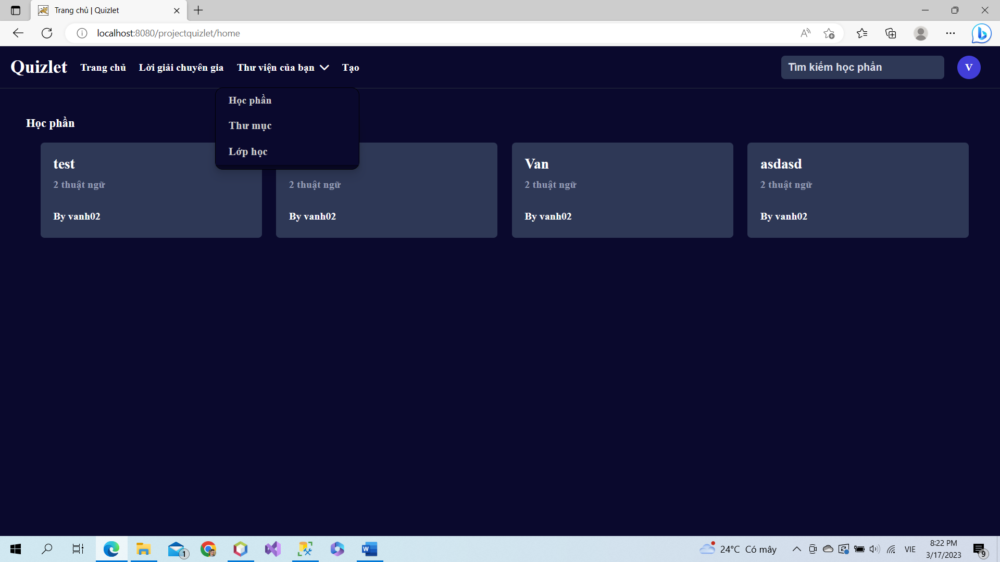 Trang chủ | Quizlet
localhost:8080/projectquizlet/home
Quizlet Trang chủ Lời giải chuyên gia Thư viện của bạn Tạo Tìm kiếm học phần V
Học phần
Thư mục
Lớp học
Học phần
test
2 thuật ngữ
By vanh02
2 thuật ngữ
By vanh02
Van
2 thuật ngữ
By vanh02
asdasd
2 thuật ngữ
By vanh02
1
24°C Có mây
VIE
8:22 PM
3/17/2023
9